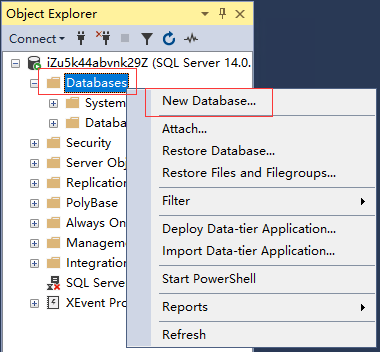 Object Explorer
Connect
iZu5k44abvnk29Z (SQL Server 14.0.
Databases
System
Databa
Security
Server Obj
Replication
PolyBase
Always On
Manageme
Integration
SQL Server
XEvent Pro
New Database...
Attach...
Restore Database...
Restore Files and Filegroups...
Filter
Deploy Data-tier Application...
Import Data-tier Application...
Start PowerShell
Reports
Refresh